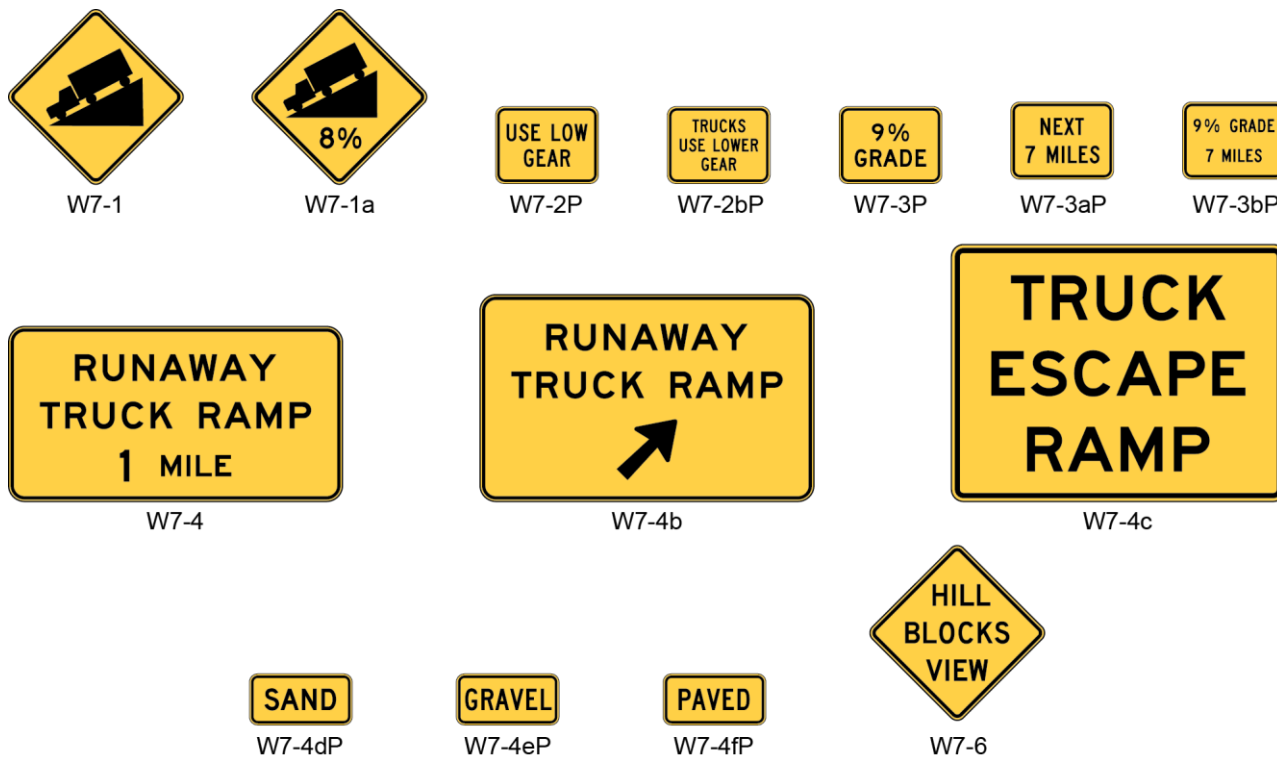 8%
USE LOW
GEAR
TRUCKS
USE LOWER
GEAR
9%
GRADE
NEXT
7 MILES
9% GRADE
7 MILES
W7-1
W7-1a
W7-2P
W7-2bP
W7-3P
W7-3aP
W7-3bP
RUNAWAY
TRUCK RAMP
1 MILE
RUNAWAY
TRUCK RAMP
TRUCK
ESCAPE
RAMP
W7-4
W7-4b
W7-4c
SAND
GRAVEL
PAVED
HILL
BLOCKS
VIEW
W7-4dP
W7-4eP
W7-4fP
W7-6